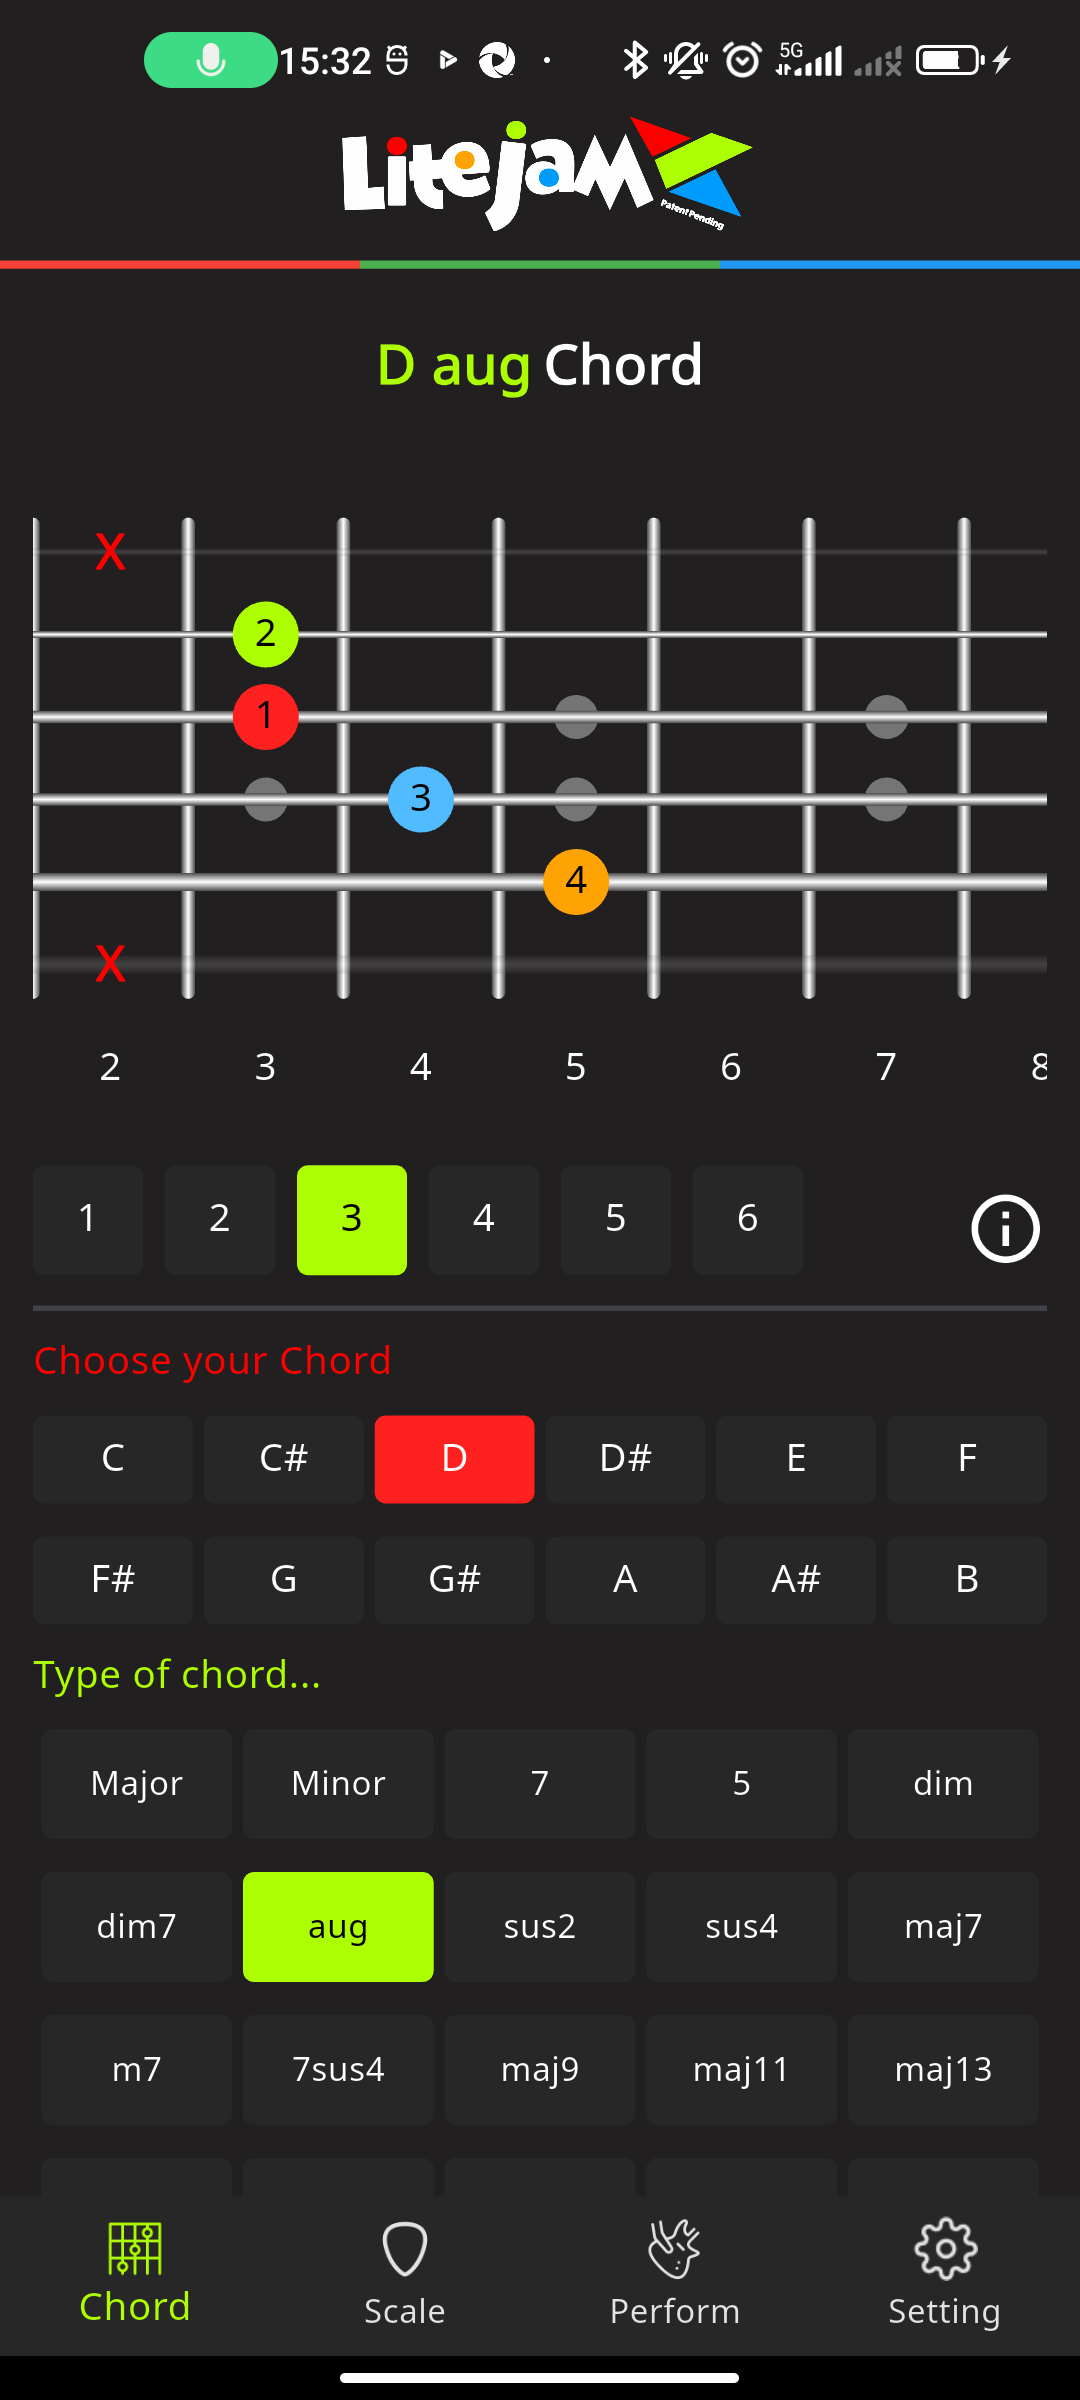 15:32 5G
Litejam
Patent Pending
D aug Chord
X
2
1
3
4
X
2 3 4 5 6 7 8
1 2 3 4 5 6
Choose your Chord
C C# D D# E F
F# G G# A A# B
Type of chord...
Major Minor 7 5 dim
dim7 aug sus2 sus4 maj7
m7 7sus4 maj9 maj11 maj13
Chord Scale Perform Setting